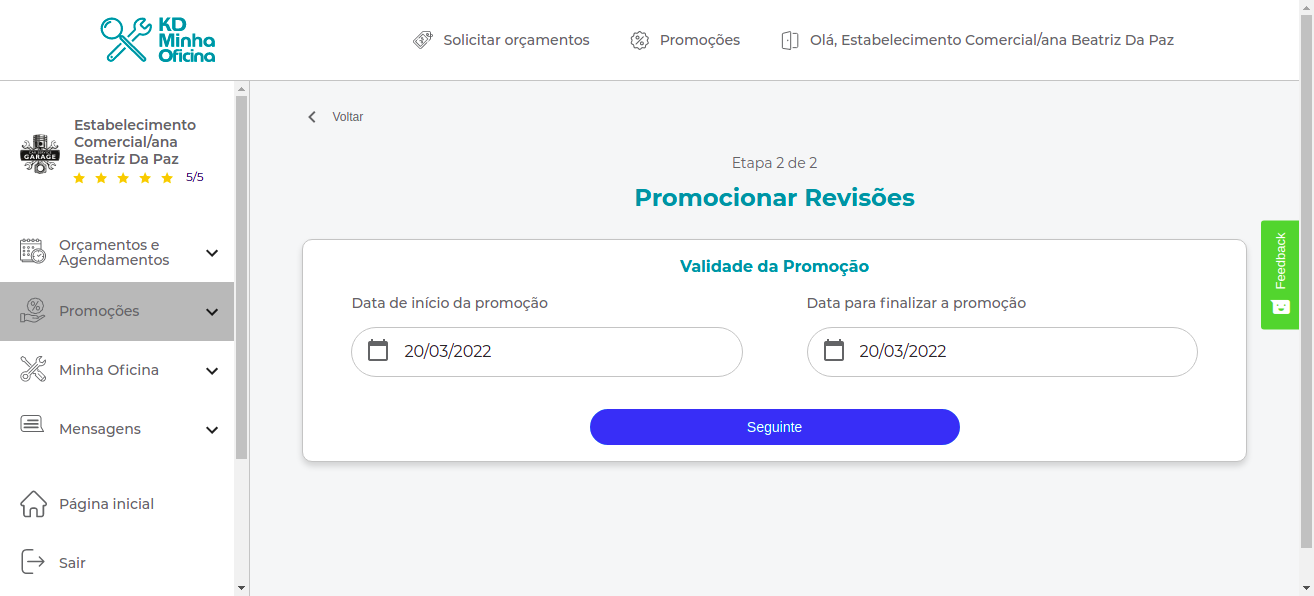 KD
Minha
Oficina
Solicitar orçamentos
Promoções
Olá, Estabelecimento Comercial/ana Beatriz Da Paz
Estabelecimento
Comercial/ana
Beatriz Da Paz
GARAGE
5/5
Orçamentos e
Agendamentos
Promoções
Minha Oficina
Mensagens
Página inicial
Sair
Voltar
Etapa 2 de 2
Promocionar Revisões
Validade da Promoção
Data de início da promoção
20/03/2022
Data para finalizar a promoção
20/03/2022
Seguinte
Feedback